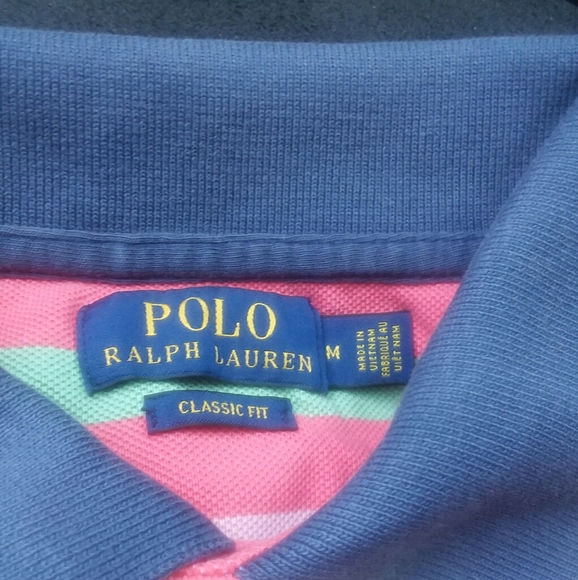 POLO
RALPH LAUREN
M
MADE IN
VIETNAM
FABRIQUÉ AU
VIÊT NAM
CLASSIC FIT